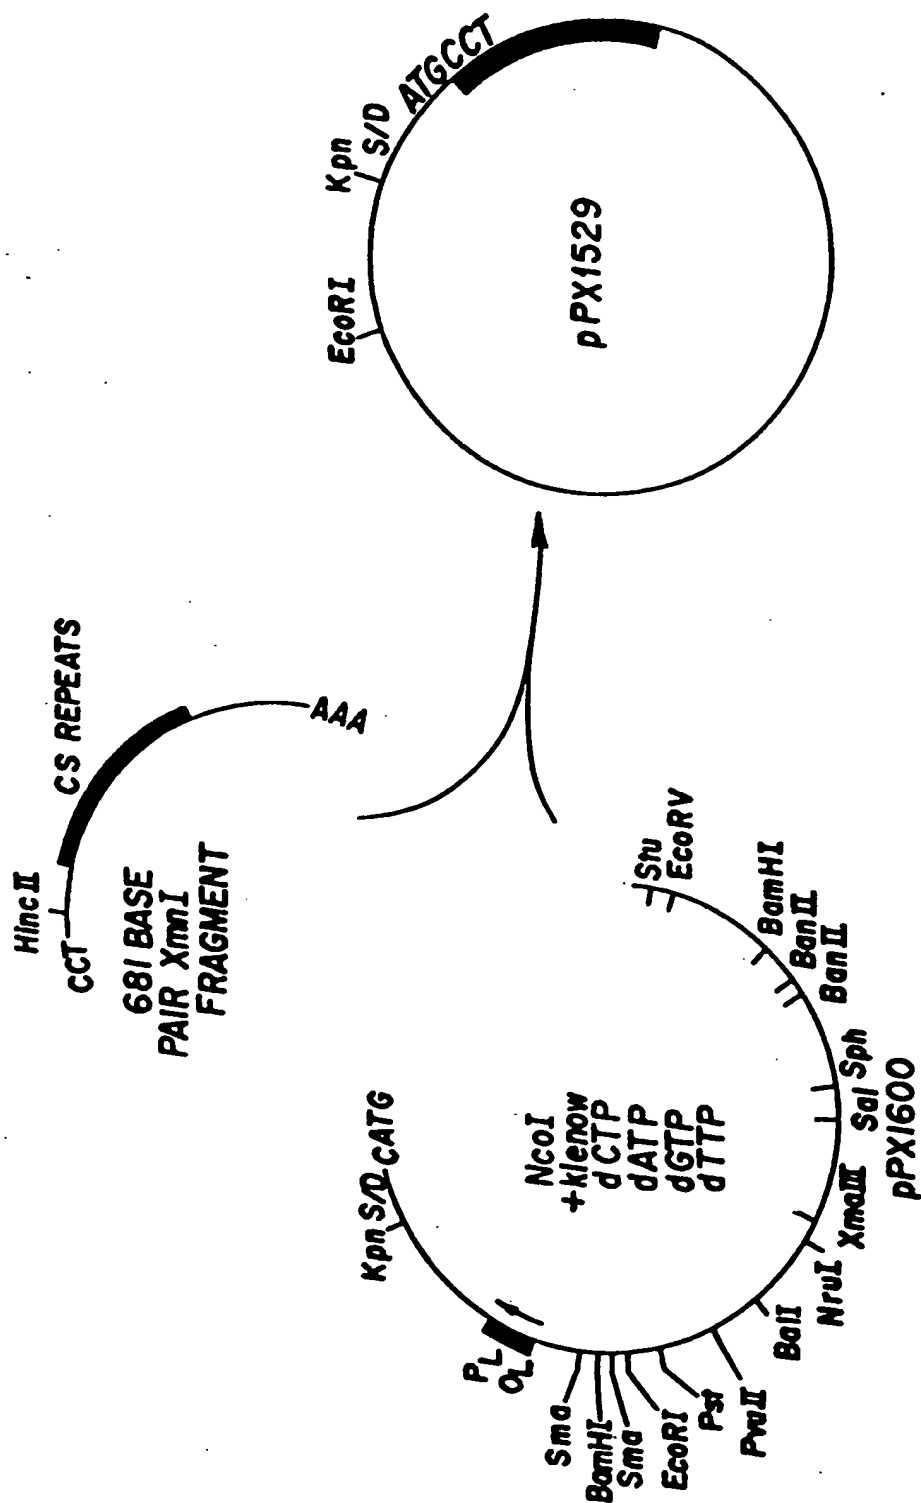 HincII
CCT
CS REPEATS
681 BASE
PAIR XmnI
FRAGMENT
AAA
Kpn
S/D
CATG
PL
OL
NcoI
+klenow
dCTP
dATP
dGTP
dTTP
Sma
BamHI
Sma
EcoRI
Pst
PvuII
BalI
NruI
XmaIII
Sal
Sph
BanII
BanII
BamHI
EcoRV
Stu
pPX1600
EcoRI
Kpn
S/D
ATGCCT
pPX1529